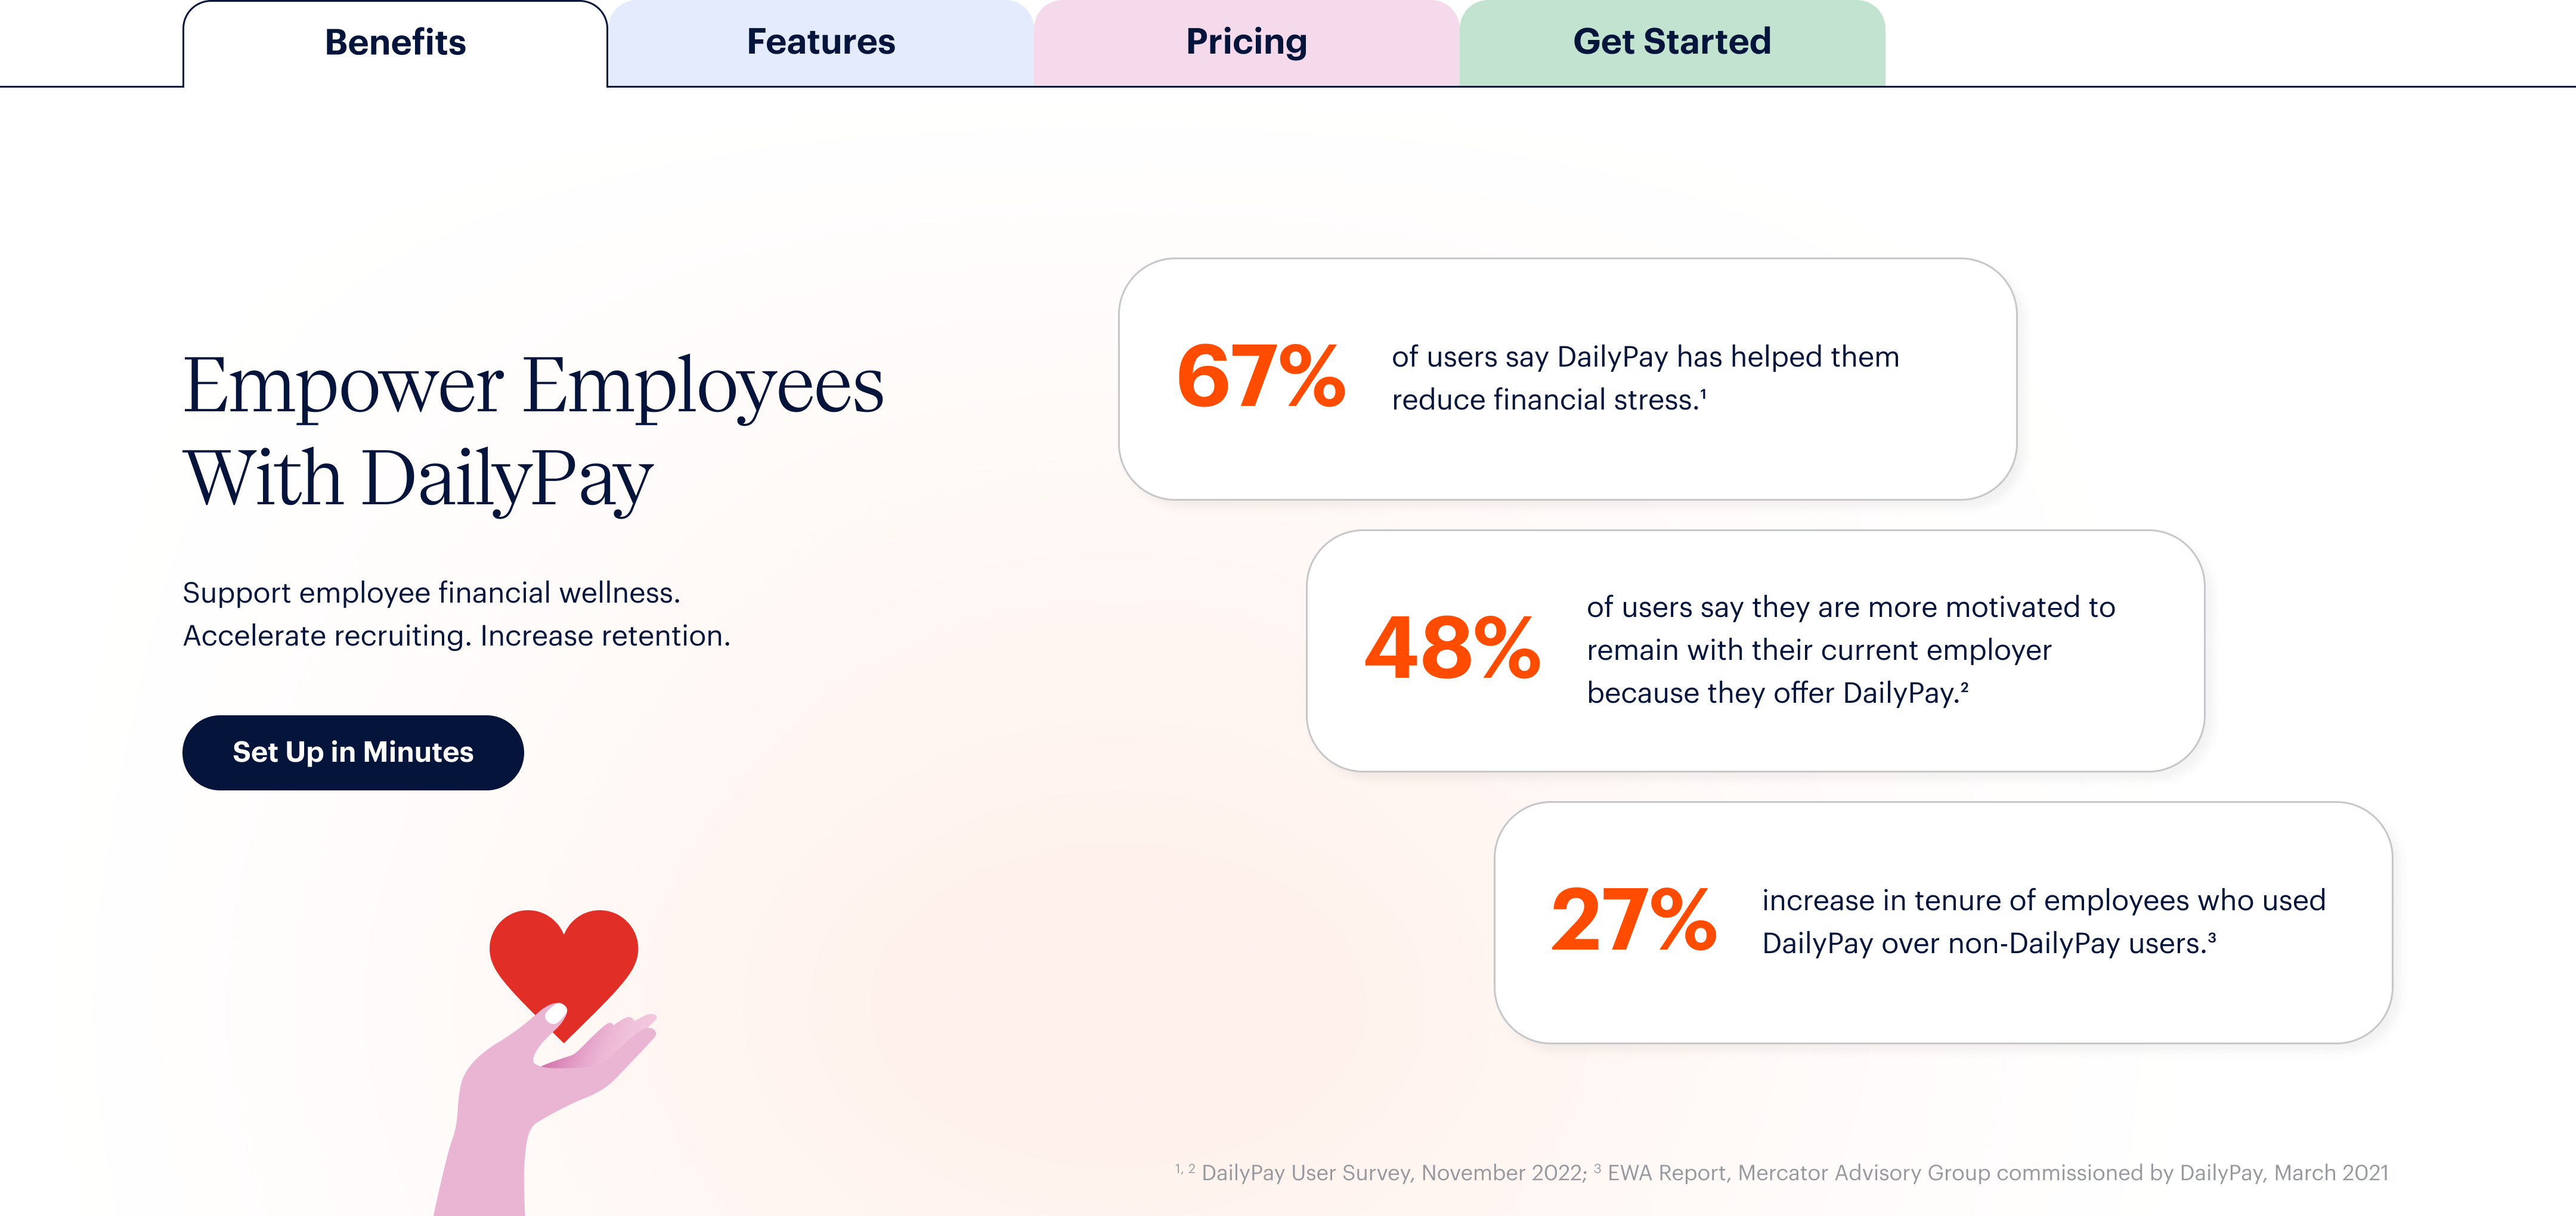 Benefits
Features
Pricing
Get Started
Empower Employees
With DailyPay
Support employee financial wellness.
Accelerate recruiting. Increase retention.
Set Up in Minutes
67%
of users say DailyPay has helped them
reduce financial stress.¹
48%
of users say they are more motivated to
remain with their current employer
because they offer DailyPay.²
27%
increase in tenure of employees who used
DailyPay over non-DailyPay users.³
¹, ² DailyPay User Survey, November 2022; ³ EWA Report, Mercator Advisory Group commissioned by DailyPay, March 2021